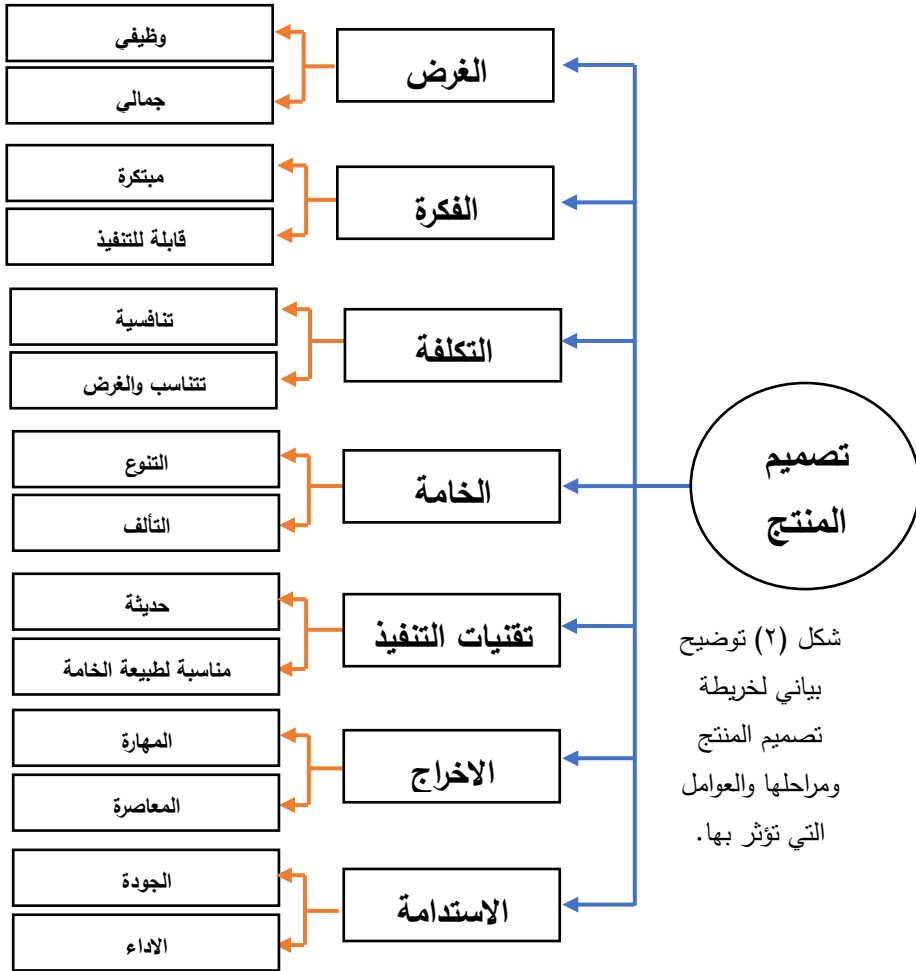 تصميم
المنتج
الغرض
وظيفي
جمالي
الفكرة
مبتكرة
قابلة للتنفيذ
التكلفة
تنافسية
تتناسب والغرض
الخامة
التنوع
التألف
تقنيات التنفيذ
حديثة
مناسبة لطبيعة الخامة
الاخراج
المهارة
المعاصرة
الاستدامة
الجودة
الاداء
شكل (٢) توضيح
بياني لخريطة
تصميم المنتج
ومراحلها والعوامل
التي تؤثر بها.